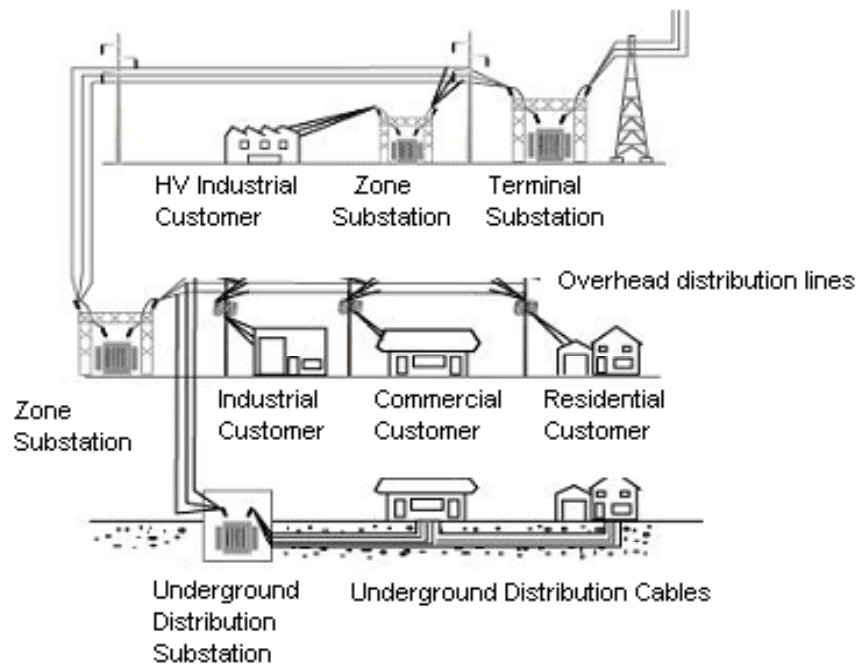 HV Industrial
Customer
Zone
Substation
Terminal
Substation
Overhead distribution lines
Zone
Substation
Industrial
Customer
Commercial
Customer
Residential
Customer
Underground
Distribution
Substation
Underground Distribution Cables